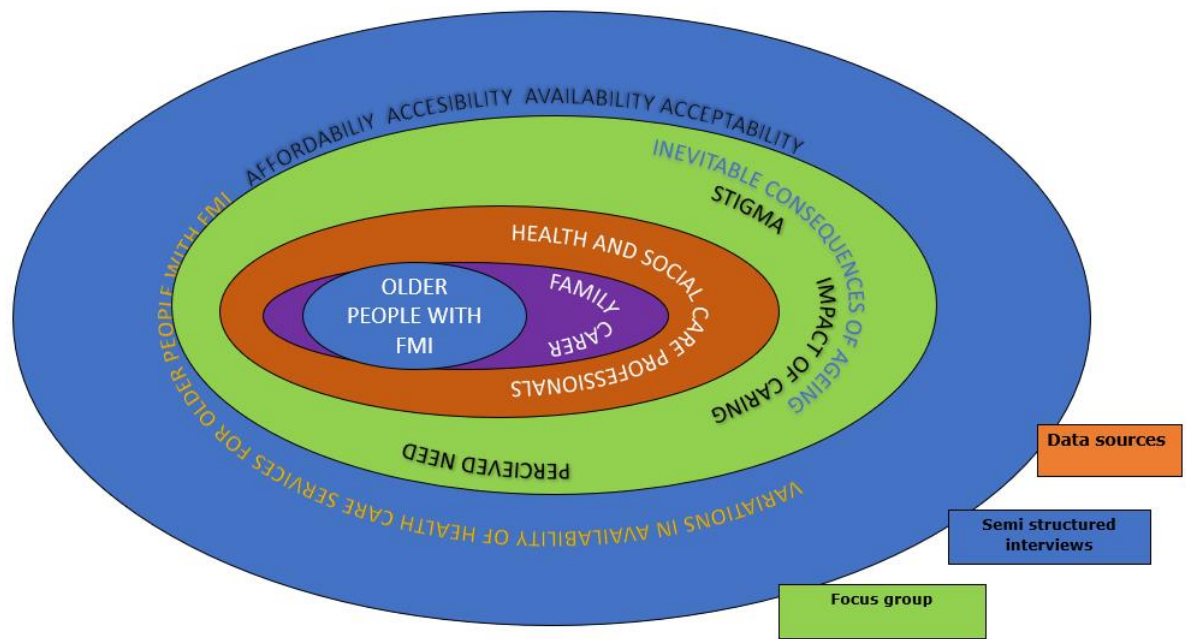 AFFORDABILIY ACCESIBILITY AVAILABILITY ACCEPTABILITY
INEVITABLE CONSEQUENCES OF AGEING
STIGMA
IMPACT OF CARING
HEALTH AND SOCIAL CARE PROFESSIONALS
FAMILY
CARER
OLDER
PEOPLE WITH
FMI
PERCIEVED NEED
VARIATIONS IN AVAILABILITY OF HEALTH CARE SERVICES FOR OLDER PEOPLE WITH FMI
Data sources
Semi structured
interviews
Focus group